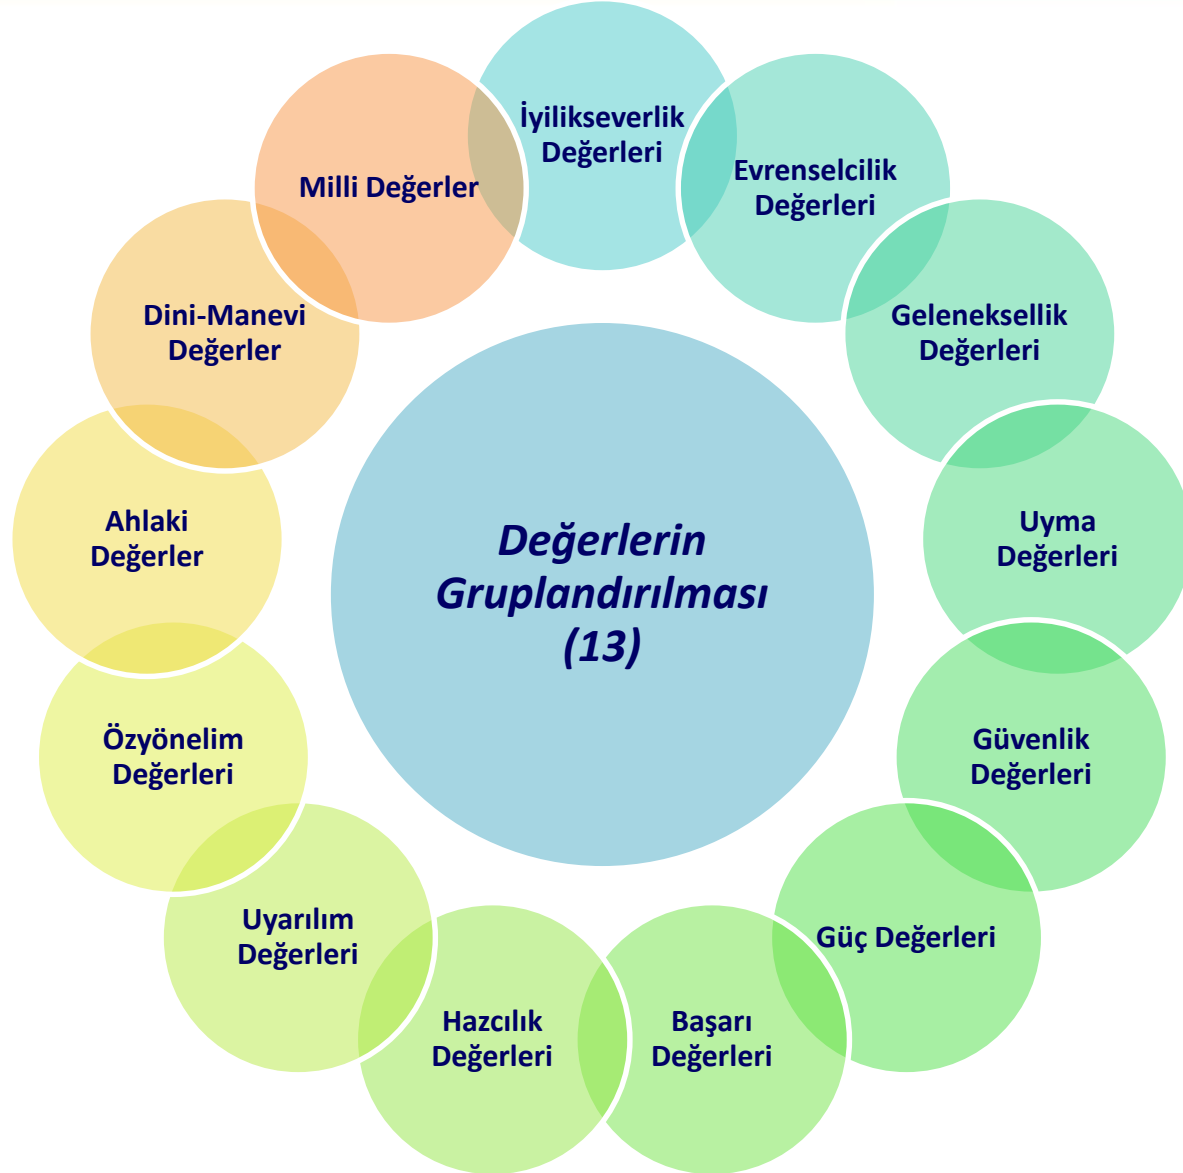 İyilikseverlik
Değerleri
Evrenselcilik
Değerleri
Geleneksellik
Değerleri
Uyma
Değerleri
Güvenlik
Değerleri
Güç Değerleri
Başarı
Değerleri
Hazcılık
Değerleri
Uyarılım
Değerleri
Özyönelim
Değerleri
Ahlaki
Değerler
Dini-Manevi
Değerler
Milli Değerler
Değerlerin
Gruplandırılması
(13)